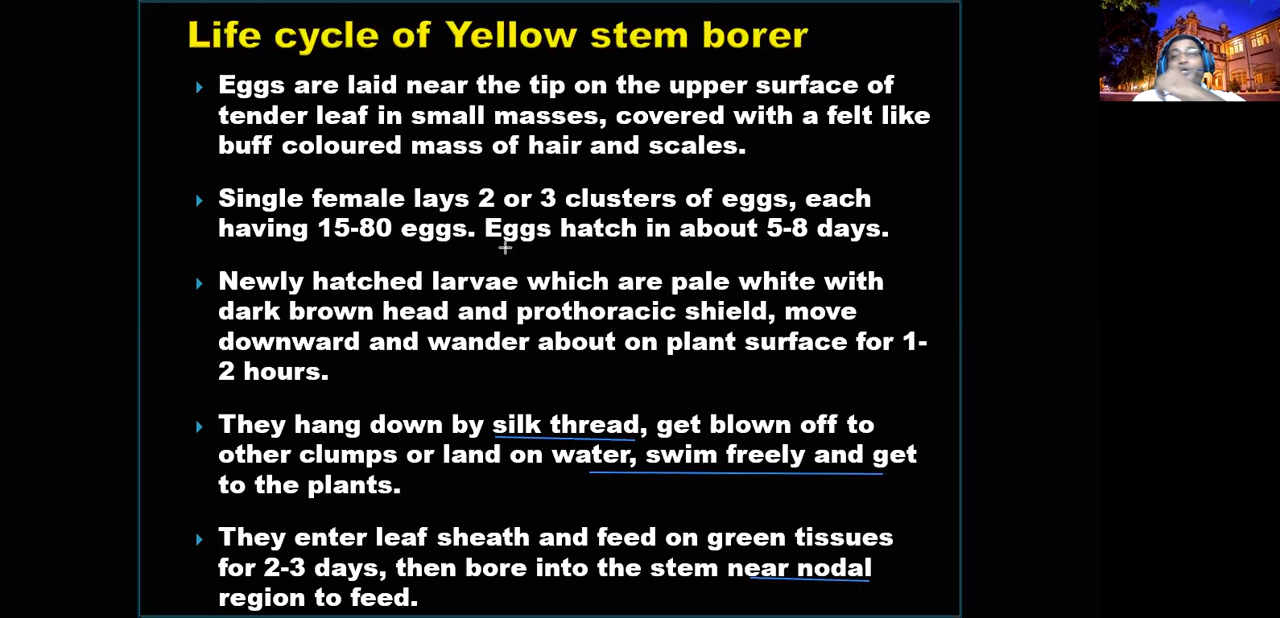 Life cycle of Yellow stem borer
Eggs are laid near the tip on the upper surface of
tender leaf in small masses, covered with a felt like
buff coloured mass of hair and scales.
Single female lays 2 or 3 clusters of eggs, each
having 15-80 eggs. Eggs hatch in about 5-8 days.
Newly hatched larvae which are pale white with
dark brown head and prothoracic shield, move
downward and wander about on plant surface for 1-
2 hours.
They hang down by silk thread, get blown off to
other clumps or land on water, swim freely and get
to the plants.
They enter leaf sheath and feed on green tissues
for 2-3 days, then bore into the stem near nodal
region to feed.